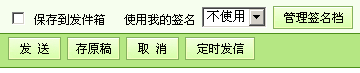 保存到发件箱 使用我的签名 不使用 管理签名档
发 送 存原稿 取 消 定时发信